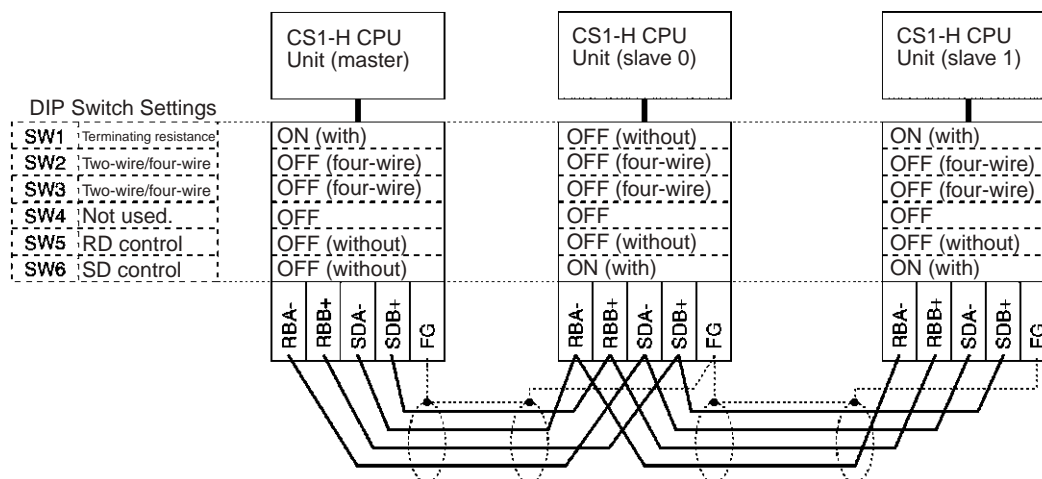 CS1-H CPU
Unit (master)
CS1-H CPU
Unit (slave 0)
CS1-H CPU
Unit (slave 1)
DIP Switch Settings
SW1 Terminating resistance ON (with) OFF (without) ON (with)
SW2 Two-wire/four-wire OFF (four-wire) OFF (four-wire) OFF (four-wire)
SW3 Two-wire/four-wire OFF (four-wire) OFF (four-wire) OFF (four-wire)
SW4 Not used. OFF OFF OFF
SW5 RD control OFF (without) OFF (without) OFF (without)
SW6 SD control OFF (without) ON (with) ON (with)
RBA- RBB+ SDA- SDB+ FG RBA- RBB+ SDA- SDB+ FG RBA- RBB+ SDA- SDB+ FG